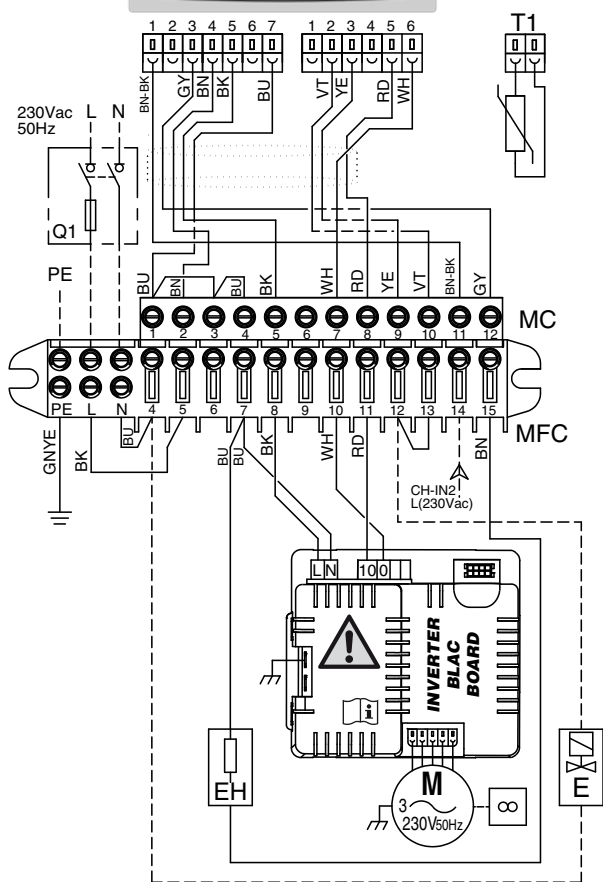 1 2 3 4 5 6 7
1 2 3 4 5 6
T1
BN-BK GY BN BK BU
VT YE RD WH
230Vac L N
50Hz
Q1
PE
BU BN BU BK WH RD YE VT BN-BK GY
MC
1 2 3 4 5 6 7 8 9 10 11 12
PE L N 4 5 6 7 8 9 10 11 12 13 14 15
MFC
GNYE BK BU BU BU BK WH RD BN
CH-IN2
L(230Vac)
L N 10 0
INVERTER
BLAC
BOARD
i
EH
M
3
230V50Hz
E